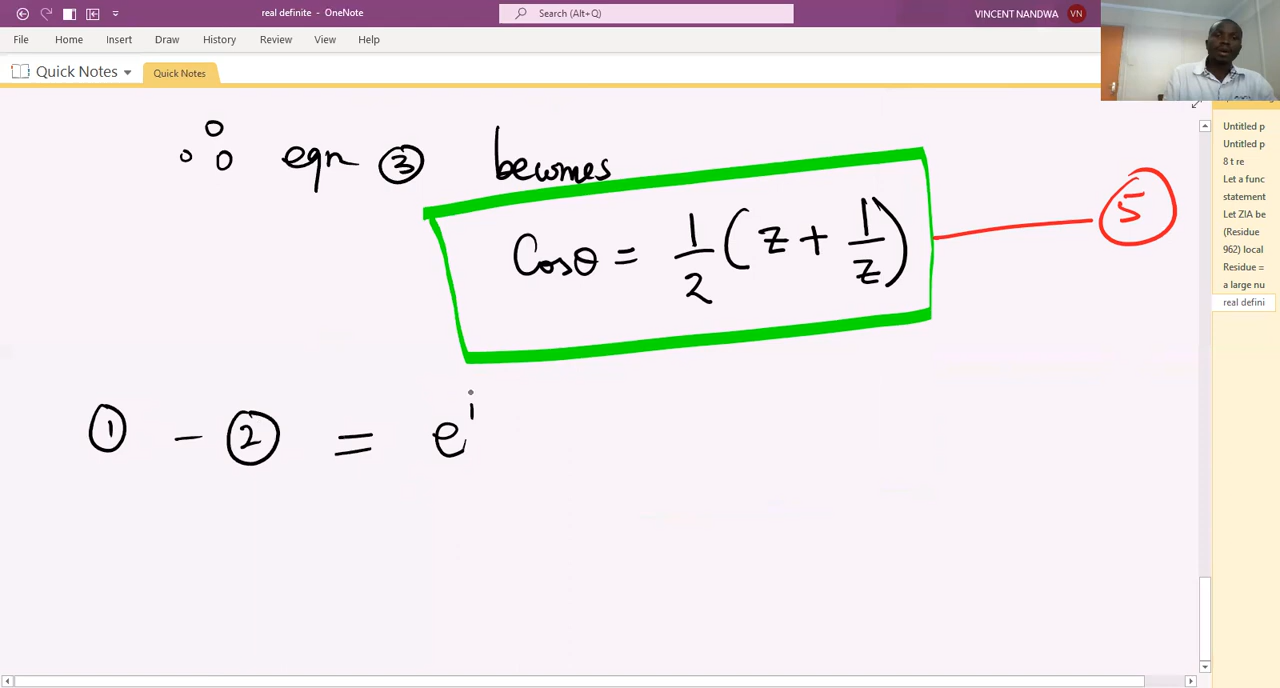 real definite - OneNote
Search (Alt+Q)
VINCENT NANDWA VN
File Home Insert Draw History Review View Help
Quick Notes
Quick Notes
∴ eqn ③ becomes
Cosθ = 1/2 (z + 1/z) ⑤
① - ② = e^i
Untitled p
Untitled p
8 t re
Let a func
statement
Let ZIA be
(Residue
962) local
Residue =
a large nu
real defini